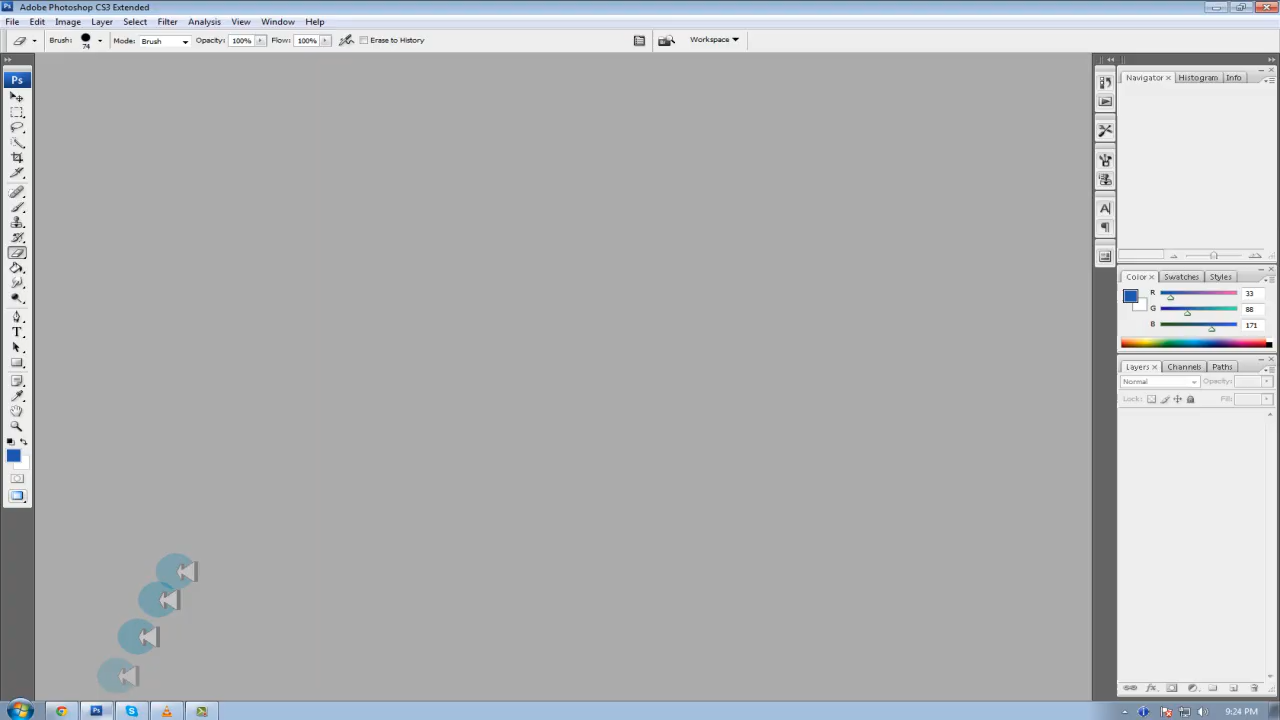 Adobe Photoshop CS3 Extended
File Edit Image Layer Select Filter Analysis View Window Help
Brush: 74 Mode: Brush Opacity: 100% Flow: 100% Erase to History Workspace
Ps
Navigator Histogram Info
Color Swatches Styles
R 33
G 88
B 171
Layers Channels Paths
Normal Opacity:
Lock: Fill:
9:24 PM